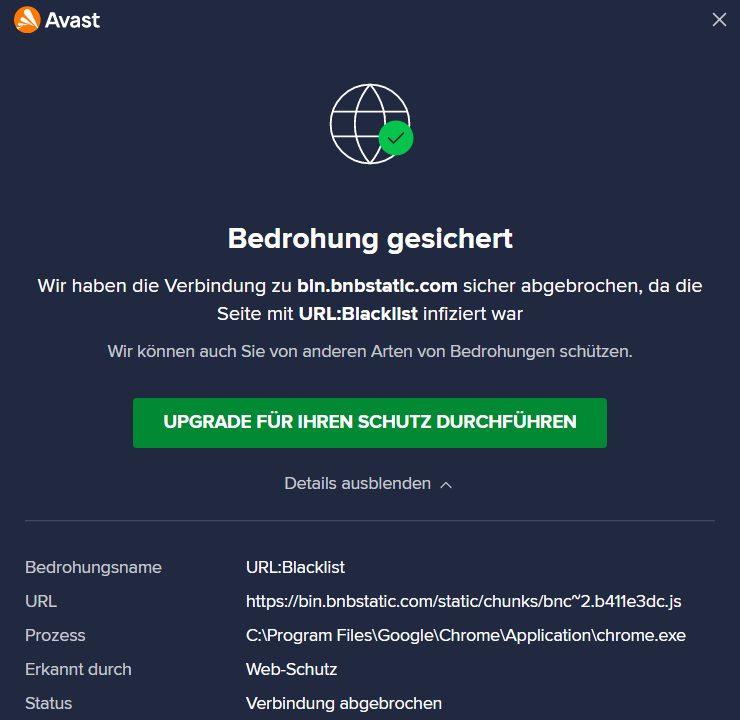 Avast
Bedrohung gesichert
Wir haben die Verbindung zu bin.bnbstatic.com sicher abgebrochen, da die
Seite mit URL:Blacklist infiziert war
Wir können auch Sie von anderen Arten von Bedrohungen schützen.
UPGRADE FÜR IHREN SCHUTZ DURCHFÜHREN
Details ausblenden
Bedrohungsname URL:Blacklist
URL https://bin.bnbstatic.com/static/chunks/bnc~2.b411e3dc.js
Prozess C:\Program Files\Google\Chrome\Application\chrome.exe
Erkannt durch Web-Schutz
Status Verbindung abgebrochen